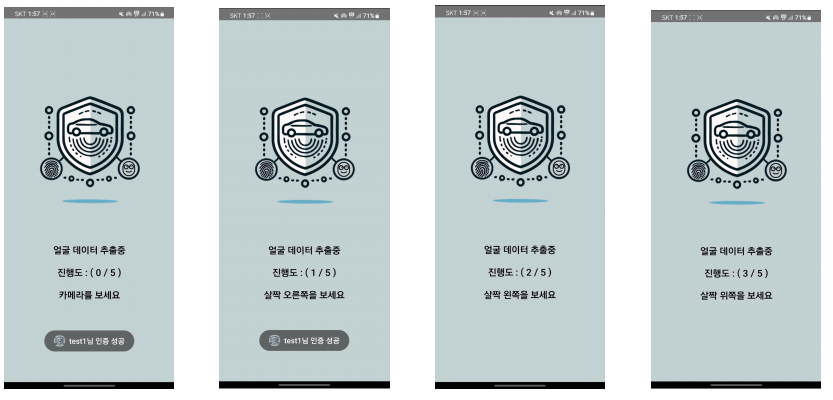 SKT 1:57 71%
얼굴 데이터 추출중
진행도 : ( 0 / 5 )
카메라를 보세요
test1님 인증 성공
SKT 1:57 71%
얼굴 데이터 추출중
진행도 : ( 1 / 5 )
살짝 오른쪽을 보세요
test1님 인증 성공
SKT 1:57 71%
얼굴 데이터 추출중
진행도 : ( 2 / 5 )
살짝 왼쪽을 보세요
SKT 1:57 71%
얼굴 데이터 추출중
진행도 : ( 3 / 5 )
살짝 위쪽을 보세요